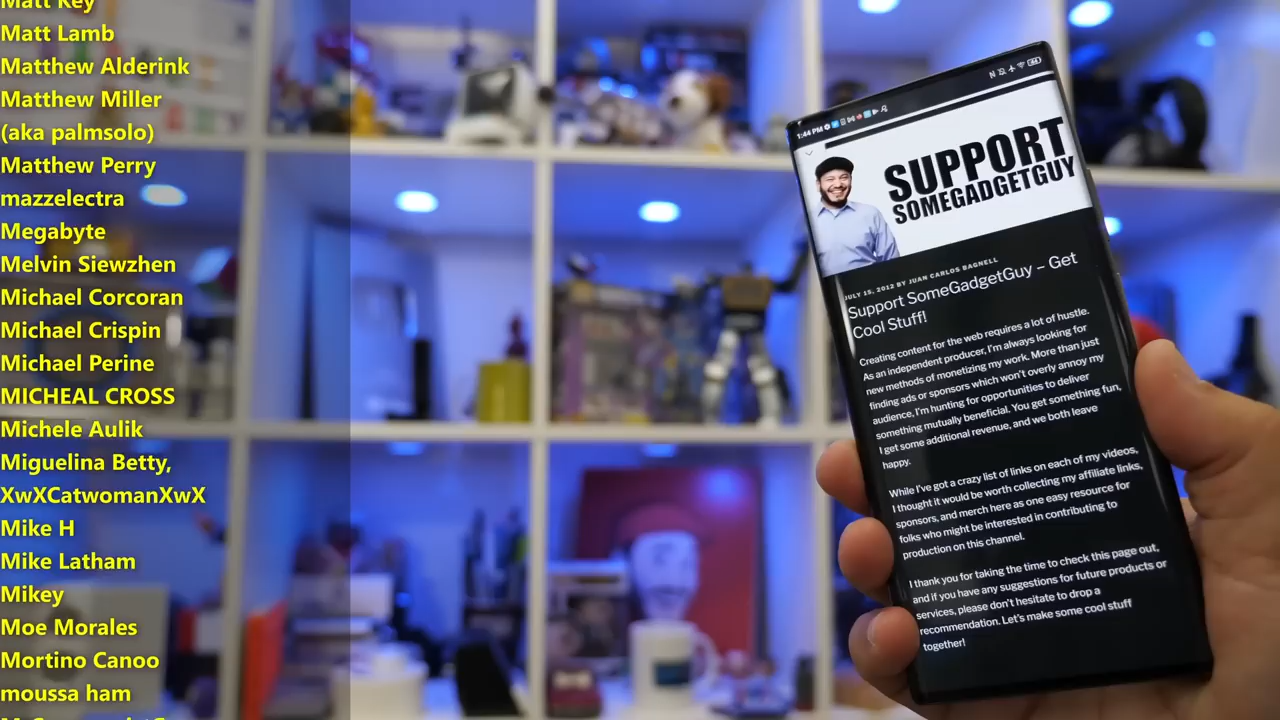 Matt Key
Matt Lamb
Matthew Alderink
Matthew Miller
(aka palmsolo)
Matthew Perry
mazzelectra
Megabyte
Melvin Siewzhen
Michael Corcoran
Michael Crispin
Michael Perine
MICHEAL CROSS
Michele Aulik
Miguelina Betty,
XwXCatwomanXwX
Mike H
Mike Latham
Mikey
Moe Morales
Mortino Canoo
moussa ham
1:44 PM
SUPPORT
SOMEGADGETGUY
JULY 15, 2012 BY JUAN CARLOS BAGNELL
Support SomeGadgetGuy – Get
Cool Stuff!
Creating content for the web requires a lot of hustle.
As an independent producer, I'm always looking for
new methods of monetizing my work. More than just
finding ads or sponsors which won't overly annoy my
audience, I'm hunting for opportunities to deliver
something mutually beneficial. You get something fun,
I get some additional revenue, and we both leave
happy.
While I've got a crazy list of links on each of my videos,
I thought it would be worth collecting my affiliate links,
sponsors, and merch here as one easy resource for
folks who might be interested in contributing to
production on this channel.
I thank you for taking the time to check this page out,
and if you have any suggestions for future products or
services, please don't hesitate to drop a
recommendation. Let's make some cool stuff
together!